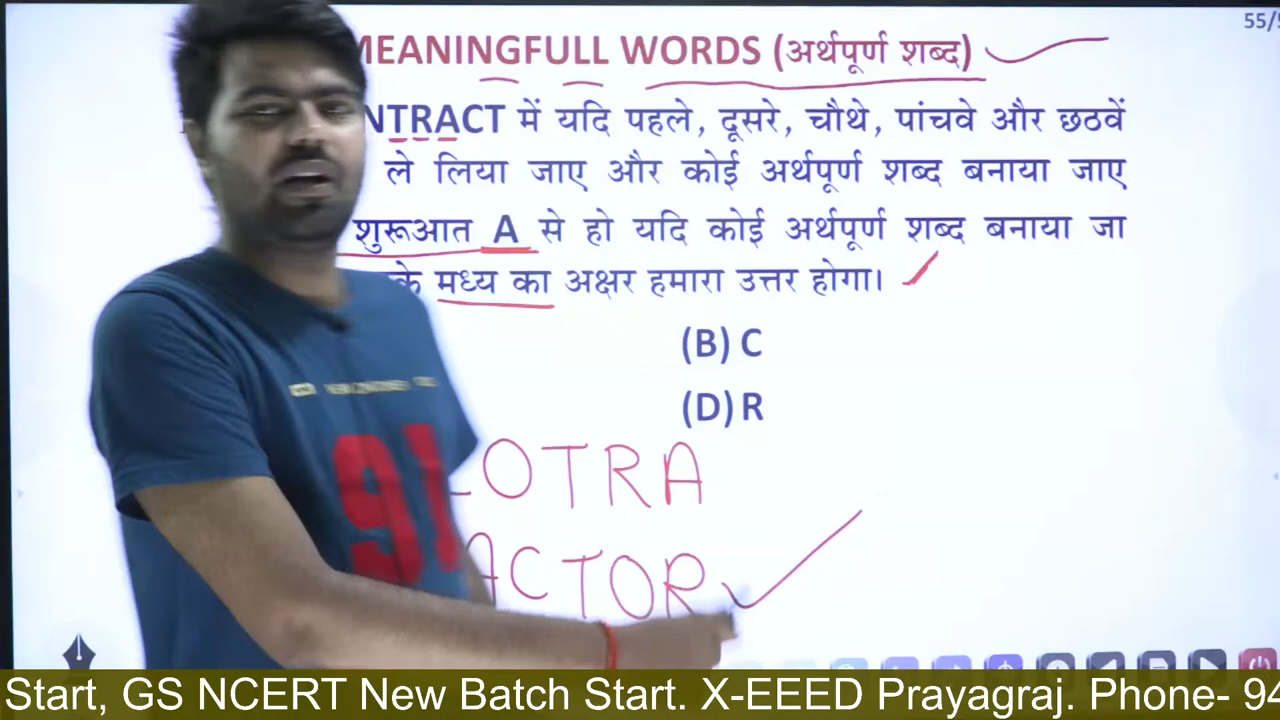 55/
MEANINGFULL WORDS (अर्थपूर्ण शब्द)
NTRACT में यदि पहले, दूसरे, चौथे, पांचवे और छठवें
ले लिया जाए और कोई अर्थपूर्ण शब्द बनाया जाए
शुरूआत A से हो यदि कोई अर्थपूर्ण शब्द बनाया जा
के मध्य का अक्षर हमारा उत्तर होगा।
(B) C
(D) R
OTRA
ACTOR
91
Start, GS NCERT New Batch Start. X-EEED Prayagraj. Phone- 94